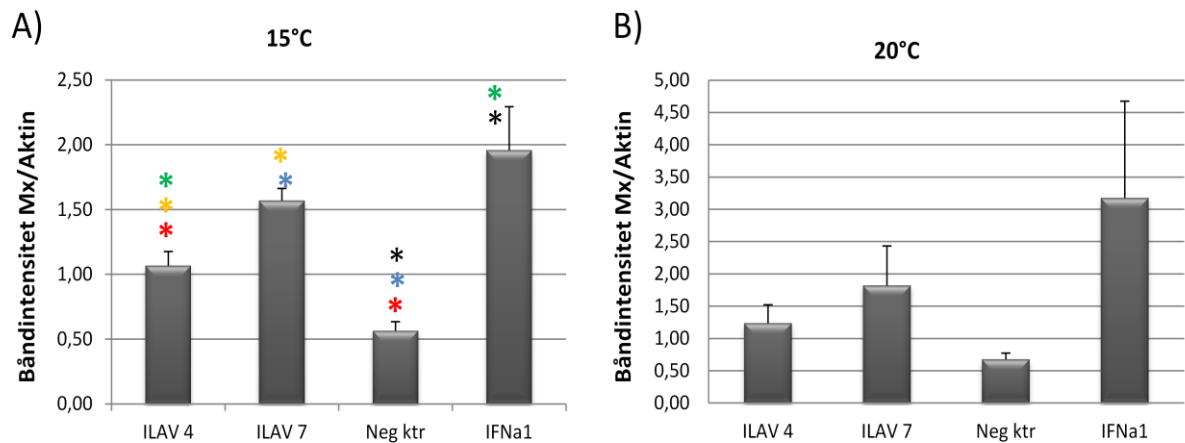 A)
15°C
Båndintensitet Mx/Aktin
2,50
2,00
1,50
1,00
0,50
0,00
* * * * * * * * * *
ILAV 4 ILAV 7 Neg ktr IFNa1
B)
20°C
Båndintensitet Mx/Aktin
5,00
4,50
4,00
3,50
3,00
2,50
2,00
1,50
1,00
0,50
0,00
ILAV 4 ILAV 7 Neg ktr IFNa1